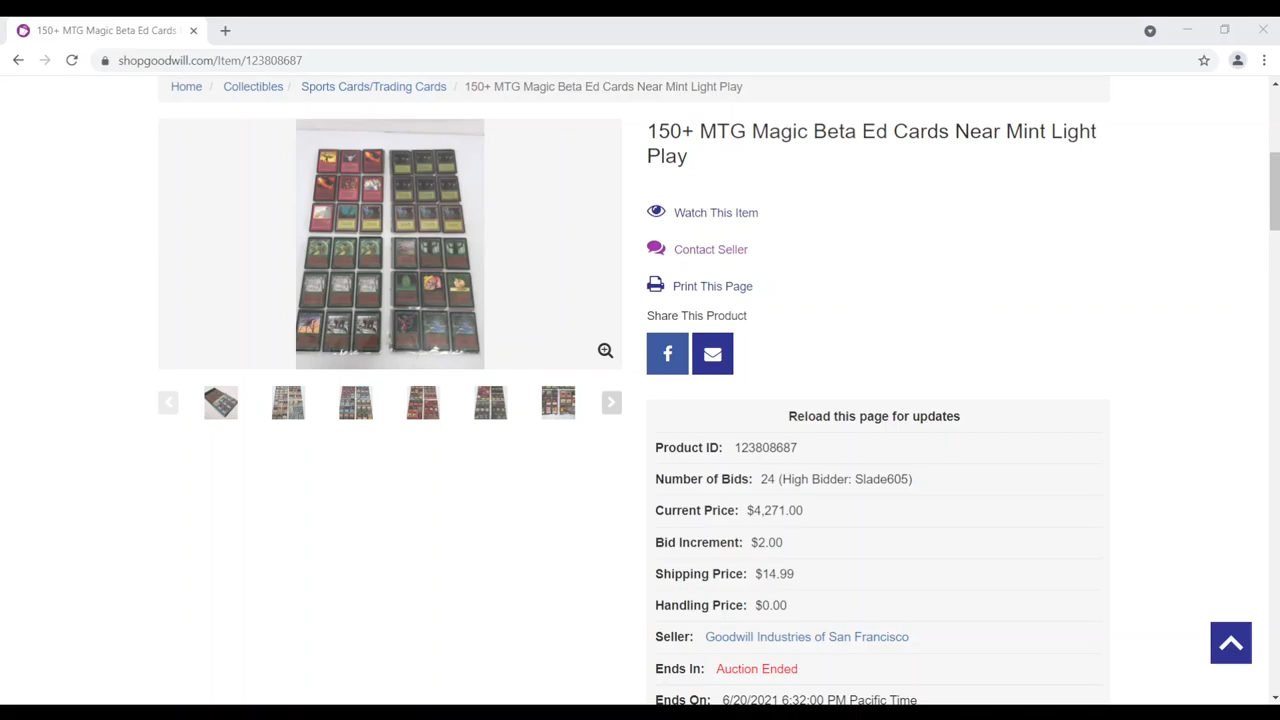 150+ MTG Magic Beta Ed Cards
shopgoodwill.com/Item/123808687
Home / Collectibles / Sports Cards/Trading Cards / 150+ MTG Magic Beta Ed Cards Near Mint Light Play
150+ MTG Magic Beta Ed Cards Near Mint Light
Play
Watch This Item
Contact Seller
Print This Page
Share This Product
Reload this page for updates
Product ID: 123808687
Number of Bids: 24 (High Bidder: Slade605)
Current Price: $4,271.00
Bid Increment: $2.00
Shipping Price: $14.99
Handling Price: $0.00
Seller: Goodwill Industries of San Francisco
Ends In: Auction Ended
Ends On: 6/20/2021 6:32:00 PM Pacific Time